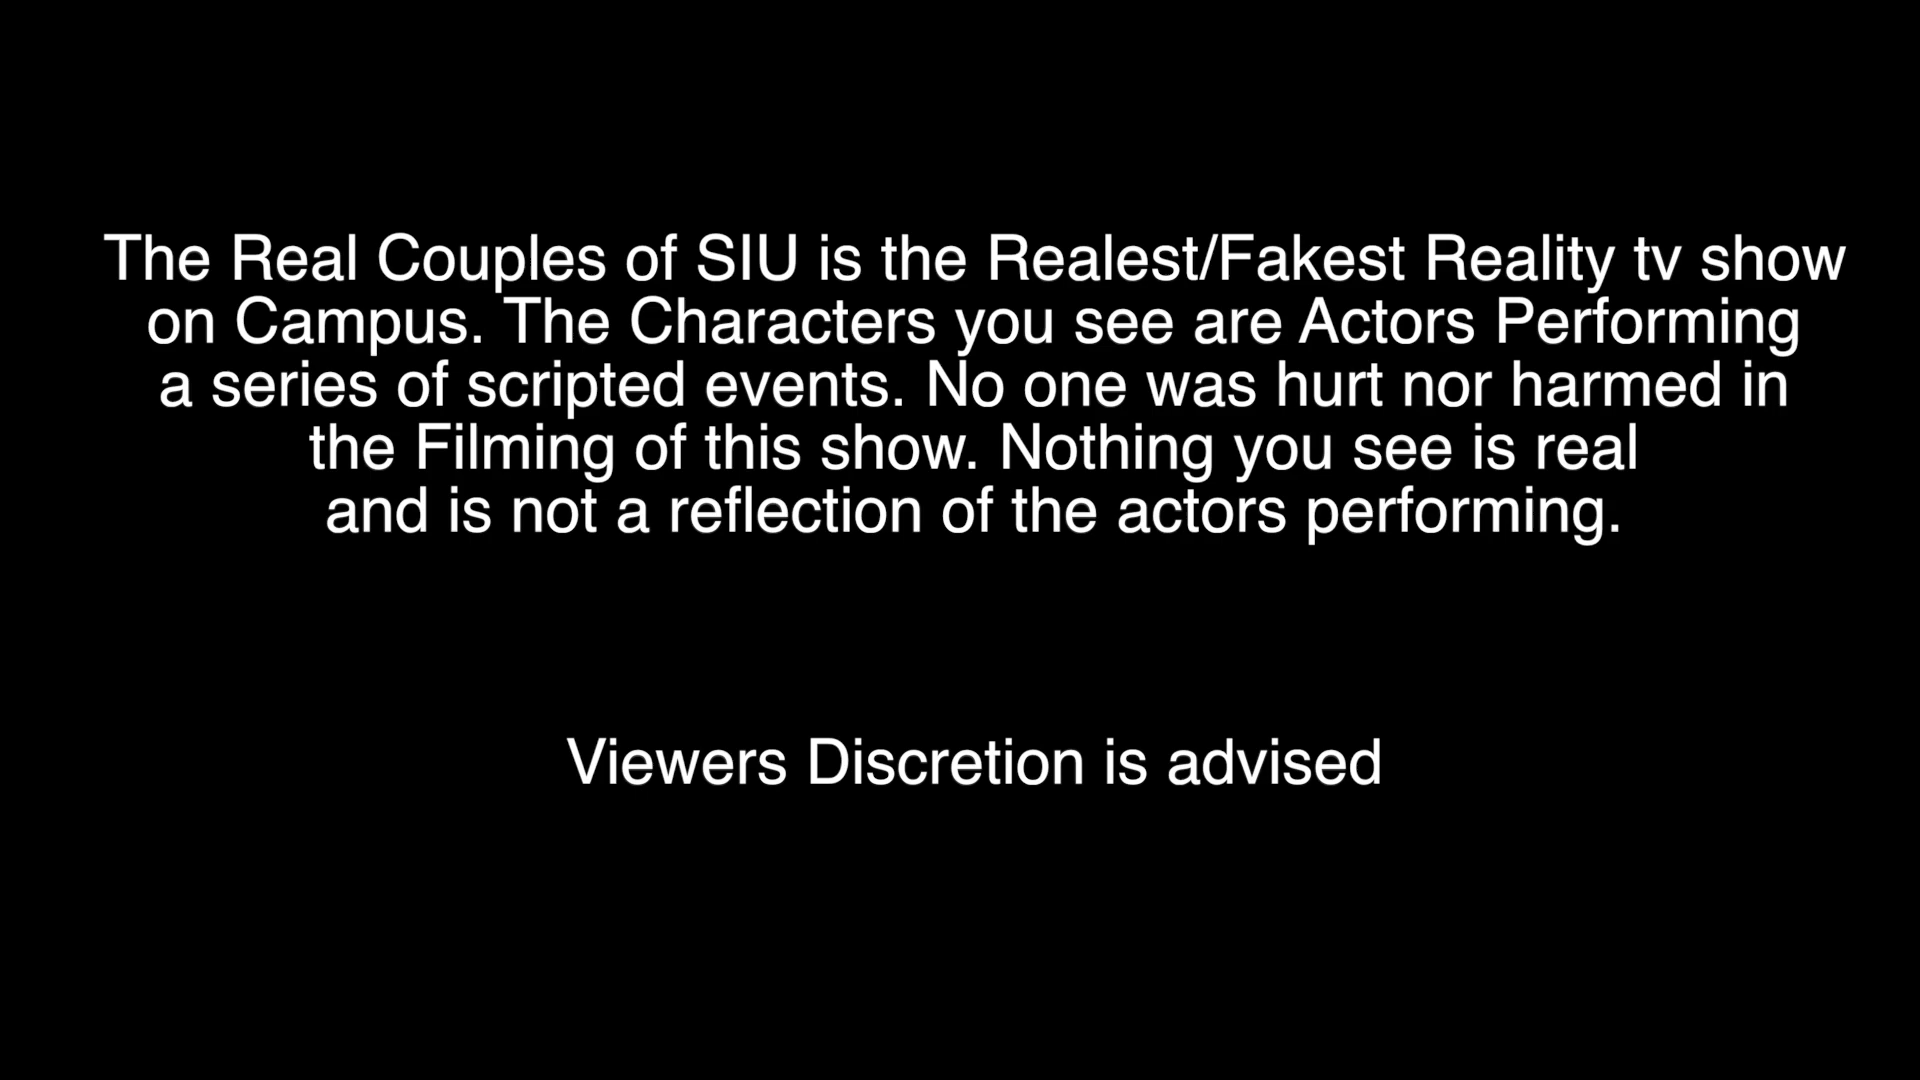 The Real Couples of SIU is the Realest/Fakest Reality tv show
on Campus. The Characters you see are Actors Performing
a series of scripted events. No one was hurt nor harmed in
the Filming of this show. Nothing you see is real
and is not a reflection of the actors performing.
Viewers Discretion is advised